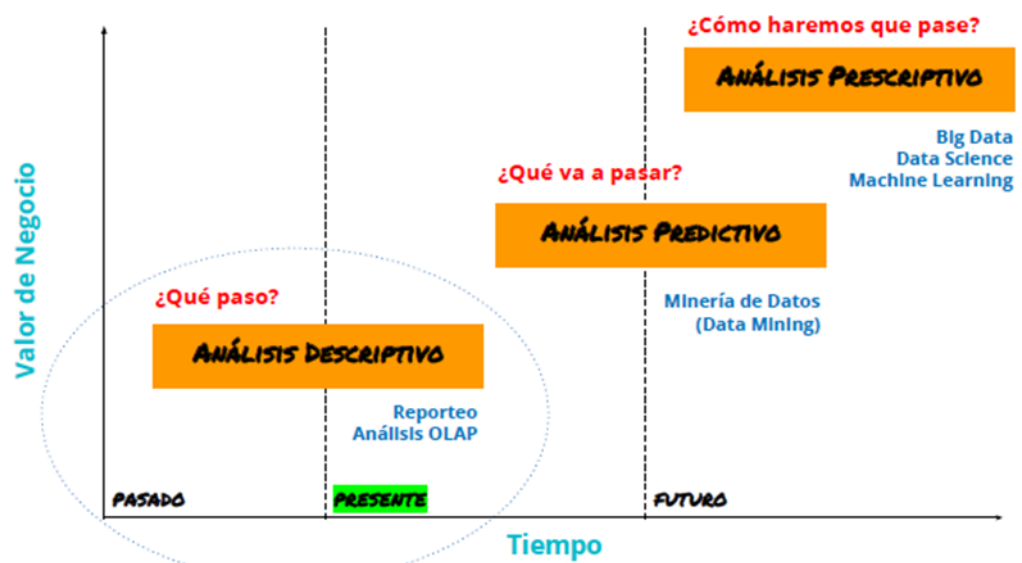 ¿Cómo haremos que pase?
ANÁLISIS PRESCRIPTIVO
Big Data
Data Science
Machine Learning
¿Qué va a pasar?
ANÁLISIS PREDICTIVO
Minería de Datos
(Data Mining)
Valor de Negocio
¿Qué paso?
ANÁLISIS DESCRIPTIVO
Reporteo
Análisis OLAP
PASADO
PRESENTE
FUTURO
Tiempo